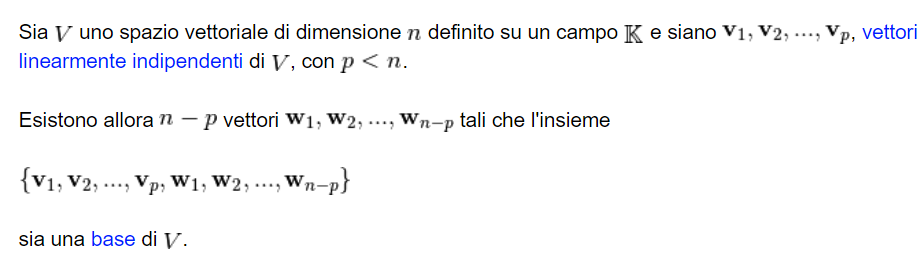 Sia V uno spazio vettoriale di dimensione n definito su un campo 𝕂 e siano v₁, v₂, ..., vₚ, vettori
linearmente indipendenti di V, con p < n.
Esistono allora n − p vettori w₁, w₂, ..., wₙ₋ₚ tali che l'insieme
{v₁, v₂, ..., vₚ, w₁, w₂, ..., wₙ₋ₚ}
sia una base di V.